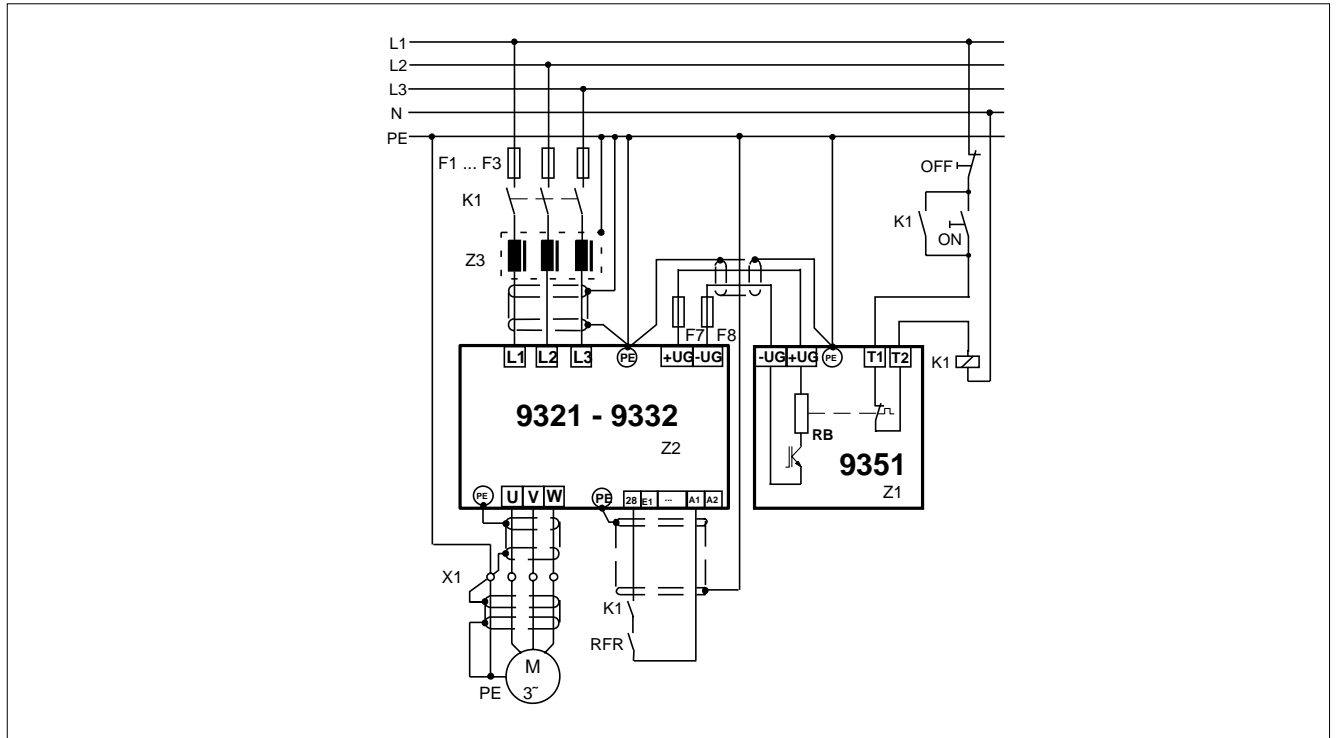 L1
L2
L3
N
PE
F1 ... F3
K1
Z3
OFF
K1
ON
F7 F8
K1
L1 L2 L3 PE +UG -UG
-UG +UG PE T1 T2
9321 - 9332
Z2
RB
9351
Z1
PE U V W PE 28 E1 ... A1 A2
X1
K1
RFR
M
3~
PE